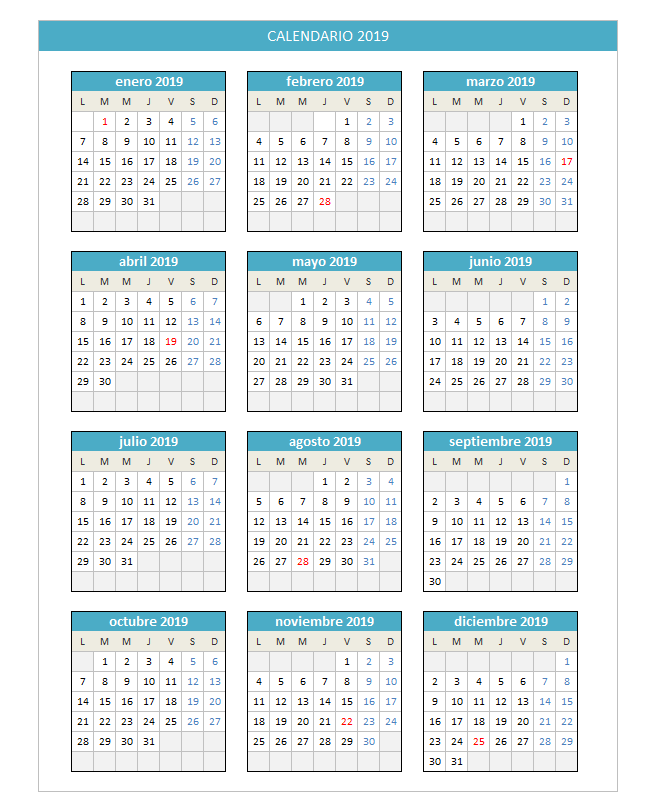 CALENDARIO 2019
enero 2019
L M M J V S D
1 2 3 4 5 6
7 8 9 10 11 12 13
14 15 16 17 18 19 20
21 22 23 24 25 26 27
28 29 30 31
febrero 2019
L M M J V S D
1 2 3
4 5 6 7 8 9 10
11 12 13 14 15 16 17
18 19 20 21 22 23 24
25 26 27 28
marzo 2019
L M M J V S D
1 2 3
4 5 6 7 8 9 10
11 12 13 14 15 16 17
18 19 20 21 22 23 24
25 26 27 28 29 30 31
abril 2019
L M M J V S D
1 2 3 4 5 6 7
8 9 10 11 12 13 14
15 16 17 18 19 20 21
22 23 24 25 26 27 28
29 30
mayo 2019
L M M J V S D
1 2 3 4 5
6 7 8 9 10 11 12
13 14 15 16 17 18 19
20 21 22 23 24 25 26
27 28 29 30 31
junio 2019
L M M J V S D
1 2
3 4 5 6 7 8 9
10 11 12 13 14 15 16
17 18 19 20 21 22 23
24 25 26 27 28 29 30
julio 2019
L M M J V S D
1 2 3 4 5 6 7
8 9 10 11 12 13 14
15 16 17 18 19 20 21
22 23 24 25 26 27 28
29 30 31
agosto 2019
L M M J V S D
1 2 3 4
5 6 7 8 9 10 11
12 13 14 15 16 17 18
19 20 21 22 23 24 25
26 27 28 29 30 31
septiembre 2019
L M M J V S D
1
2 3 4 5 6 7 8
9 10 11 12 13 14 15
16 17 18 19 20 21 22
23 24 25 26 27 28 29
30
octubre 2019
L M M J V S D
1 2 3 4 5 6
7 8 9 10 11 12 13
14 15 16 17 18 19 20
21 22 23 24 25 26 27
28 29 30 31
noviembre 2019
L M M J V S D
1 2 3
4 5 6 7 8 9 10
11 12 13 14 15 16 17
18 19 20 21 22 23 24
25 26 27 28 29 30
diciembre 2019
L M M J V S D
1
2 3 4 5 6 7 8
9 10 11 12 13 14 15
16 17 18 19 20 21 22
23 24 25 26 27 28 29
30 31